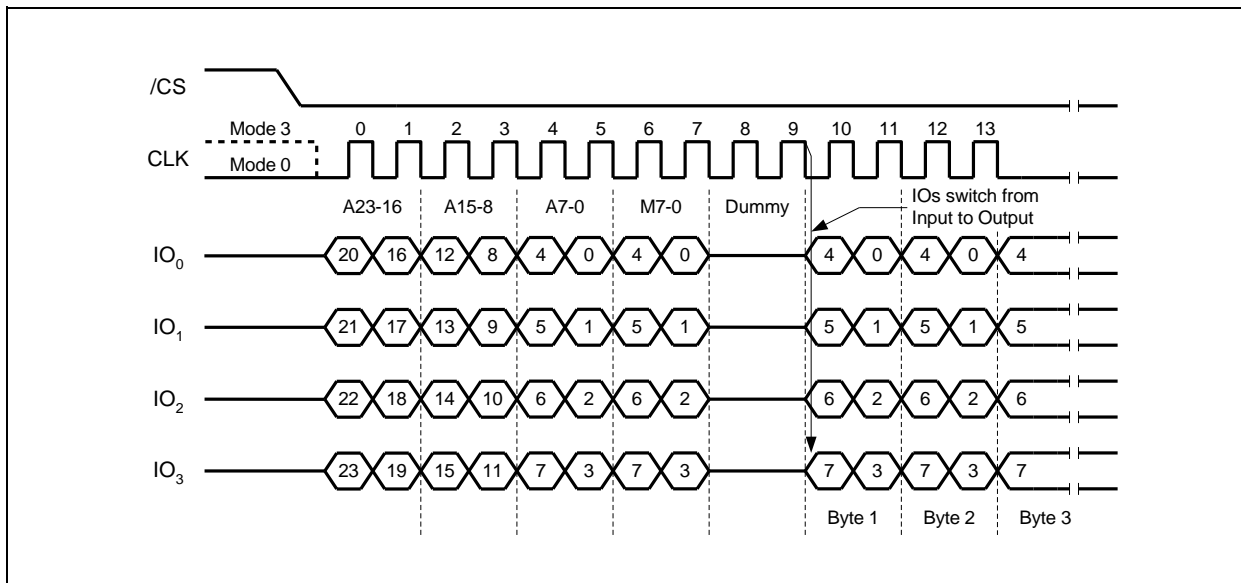 /CS
Mode 3 0 1 2 3 4 5 6 7 8 9 10 11 12 13
CLK
Mode 0
A23-16 A15-8 A7-0 M7-0 Dummy
IOs switch from
Input to Output
IO0 20 16 12 8 4 0 4 0 4 0 4 0 4
IO1 21 17 13 9 5 1 5 1 5 1 5 1 5
IO2 22 18 14 10 6 2 6 2 6 2 6 2 6
IO3 23 19 15 11 7 3 7 3 7 3 7 3 7
Byte 1 Byte 2 Byte 3